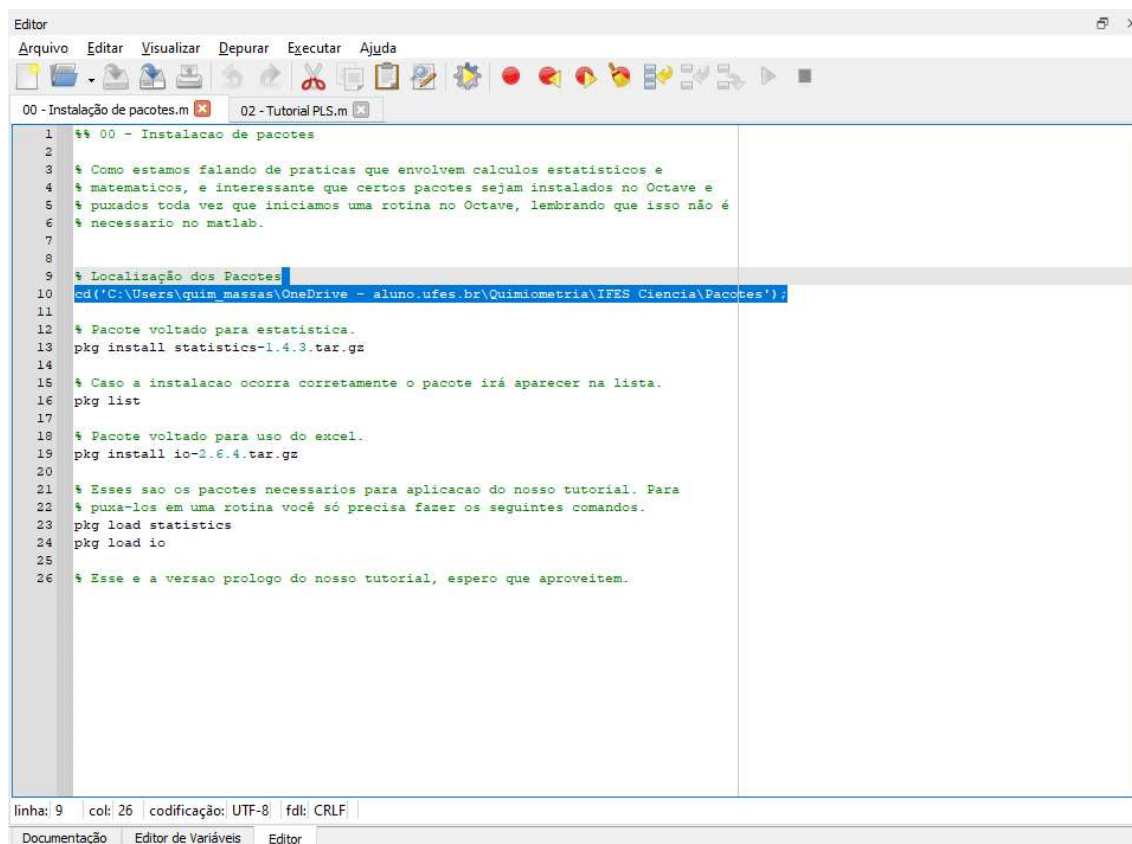 Editor
Arquivo Editar Visualizar Depurar Executar Ajuda
00 - Instalação de pacotes.m 02 - Tutorial PLS.m
1 %% 00 - Instalacao de pacotes
2
3 % Como estamos falando de praticas que envolvem calculos estatisticos e
4 % matematicos, e interessante que certos pacotes sejam instalados no Octave e
5 % puxados toda vez que iniciamos uma rotina no Octave, lembrando que isso não é
6 % necessario no matlab.
7
8
9 % Localização dos Pacotes
10 cd('C:\Users\quim_massas\OneDrive - aluno.ufes.br\Quimiometria\IFES Ciencia\Pacotes');
11
12 % Pacote voltado para estatistica.
13 pkg install statistics-1.4.3.tar.gz
14
15 % Caso a instalacao ocorra corretamente o pacote irá aparecer na lista.
16 pkg list
17
18 % Pacote voltado para uso do excel.
19 pkg install io-2.6.4.tar.gz
20
21 % Esses sao os pacotes necessarios para aplicacao do nosso tutorial. Para
22 % puxa-los em uma rotina você só precisa fazer os seguintes comandos.
23 pkg load statistics
24 pkg load io
25
26 % Esse e a versao prologo do nosso tutorial, espero que aproveitem.
linha: 9 col: 26 codificação: UTF-8 fdl: CRLF
Documentação Editor de Variáveis Editor